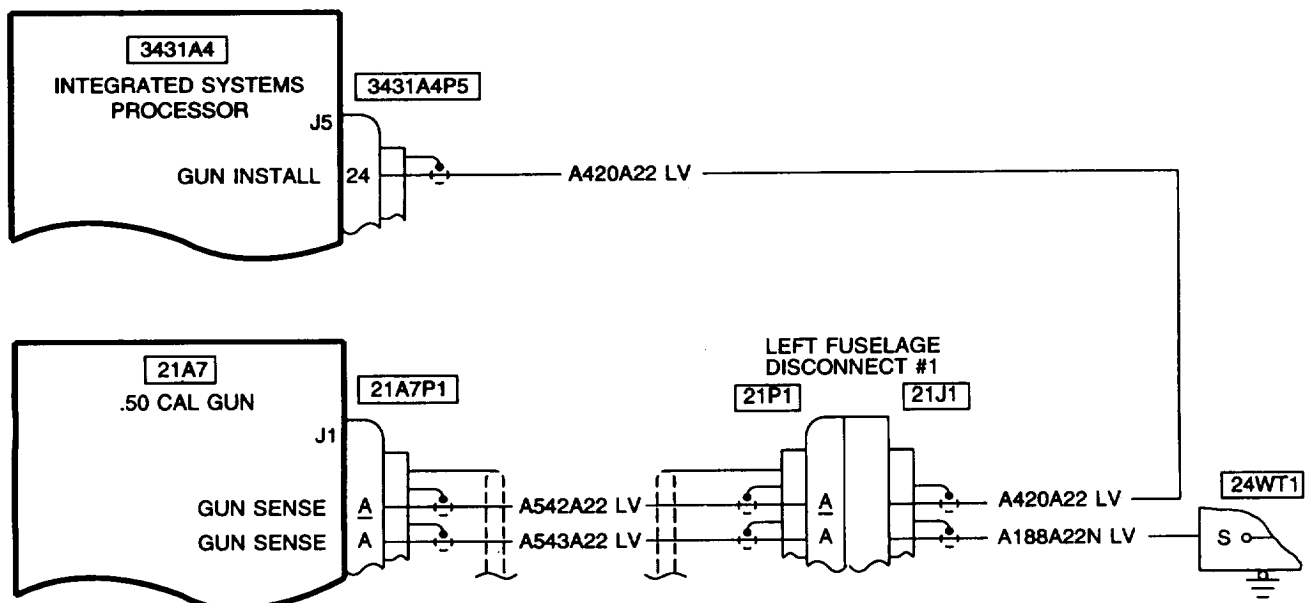 3431A4
INTEGRATED SYSTEMS
PROCESSOR
3431A4P5
J5
GUN INSTALL 24
A420A22 LV
21A7
.50 CAL GUN
21A7P1
J1
LEFT FUSELAGE
DISCONNECT #1
21P1
21J1
24WT1
GUN SENSE A A542A22 LV A A420A22 LV
GUN SENSE A A543A22 LV A A188A22N LV
S